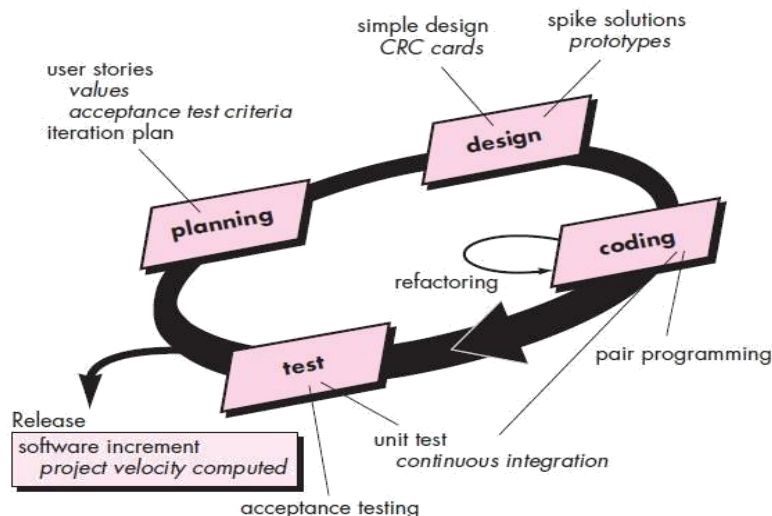 simple design
CRC cards
spike solutions
prototypes
user stories
values
acceptance test criteria
iteration plan
design
planning
coding
refactoring
test
pair programming
Release
software increment
project velocity computed
unit test
continuous integration
acceptance testing